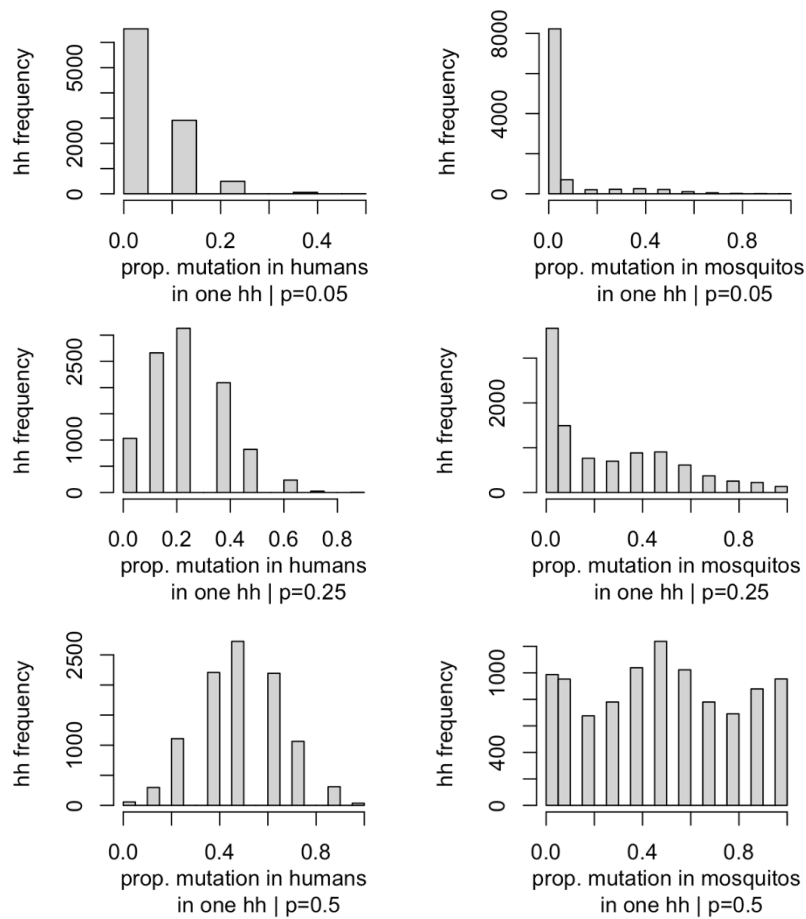 hh frequency
0 2000 5000
0.0 0.2 0.4
prop. mutation in humans
in one hh | p=0.05
hh frequency
0 4000 8000
0.0 0.4 0.8
prop. mutation in mosquitos
in one hh | p=0.05
hh frequency
0 1000 2500
0.0 0.2 0.4 0.6 0.8
prop. mutation in humans
in one hh | p=0.25
hh frequency
0 2000
0.0 0.4 0.8
prop. mutation in mosquitos
in one hh | p=0.25
hh frequency
0 1000 2500
0.0 0.4 0.8
prop. mutation in humans
in one hh | p=0.5
hh frequency
0 400 1000
0.0 0.4 0.8
prop. mutation in mosquitos
in one hh | p=0.5